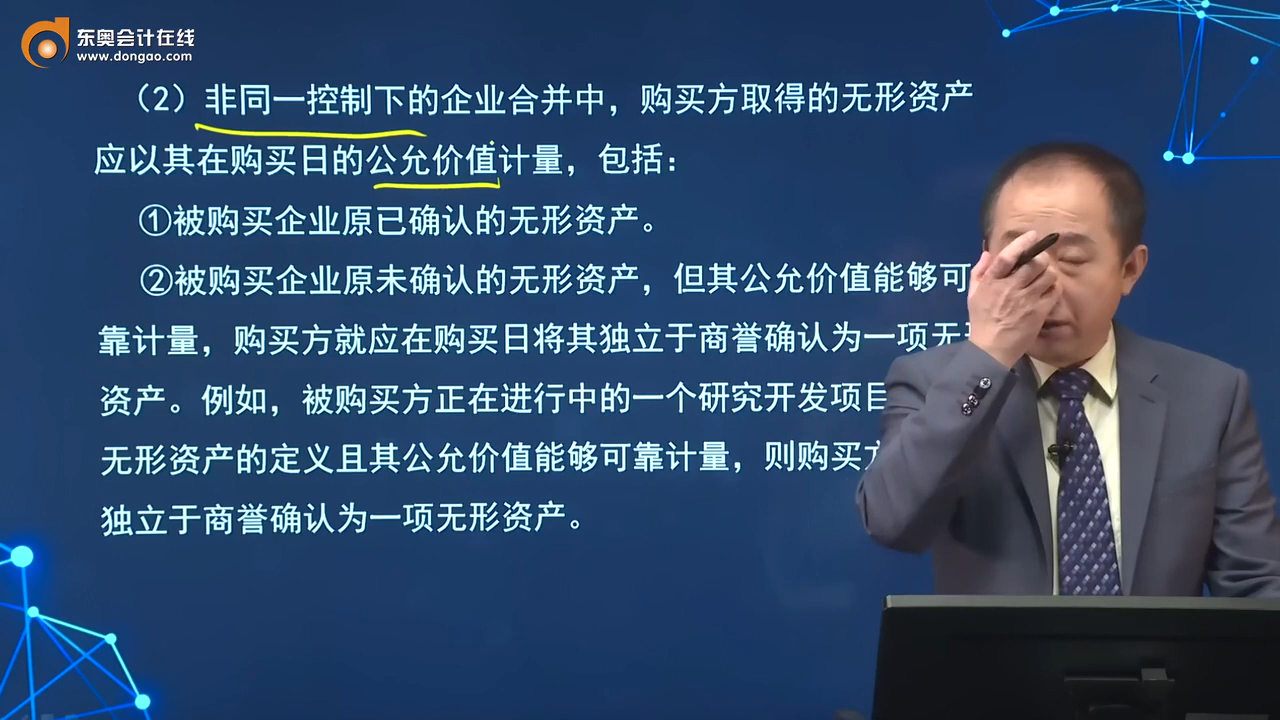 东奥会计在线
www.dongao.com
（2）非同一控制下的企业合并中，购买方取得的无形资产
应以其在购买日的公允价值计量，包括：
①被购买企业原已确认的无形资产。
②被购买企业原未确认的无形资产，但其公允价值能够可
靠计量，购买方就应在购买日将其独立于商誉确认为一项无形
资产。例如，被购买方正在进行中的一个研究开发项目
无形资产的定义且其公允价值能够可靠计量，则购买方
独立于商誉确认为一项无形资产。